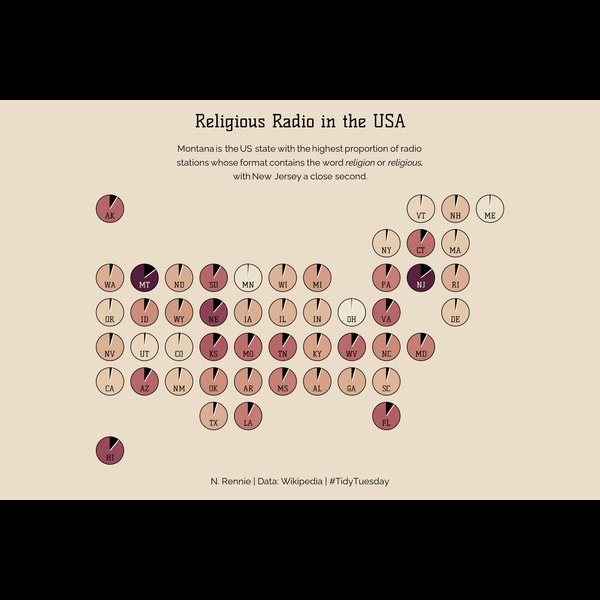 Religious Radio in the USA
Montana is the US state with the highest proportion of radio
stations whose format contains the word religion or religious,
with New Jersey a close second.
AK VT NH ME
NY CT MA
WA MT ND SD MN WI MI PA NJ RI
OR ID WY NE IA IL IN OH VA DE
NV UT CO KS MO TN KY WV NC MD
CA AZ NM OK AR MS AL GA SC
TX LA FL
HI
N. Rennie | Data: Wikipedia | #TidyTuesday